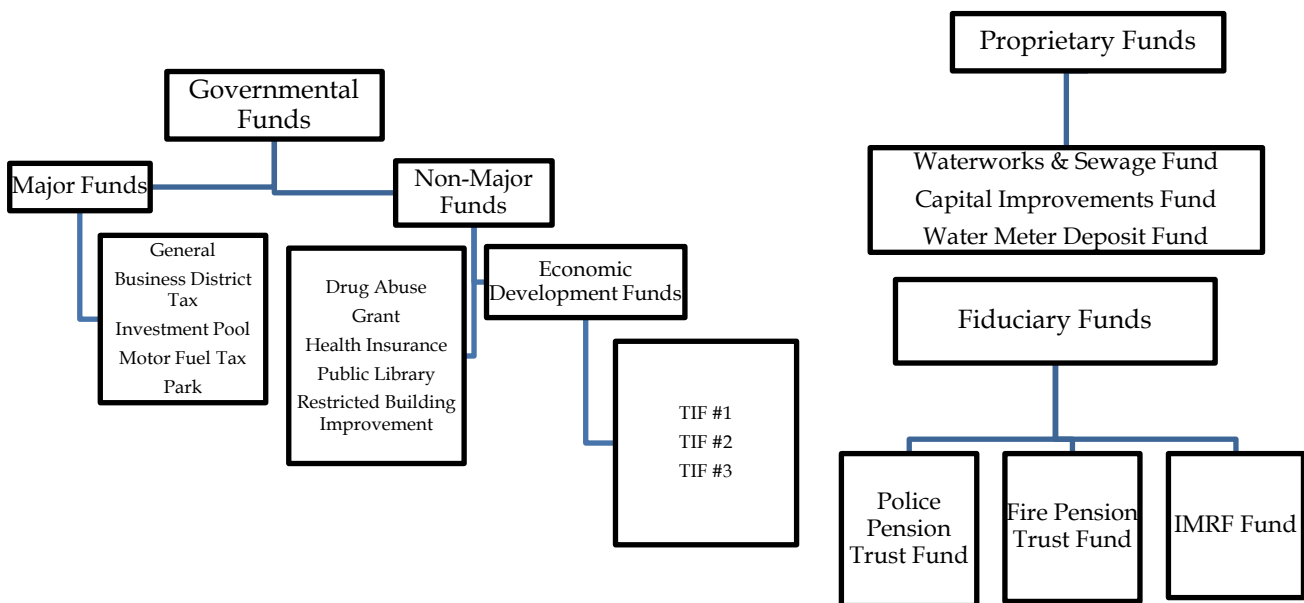 Governmental
Funds
Major Funds
General
Business District
Tax
Investment Pool
Motor Fuel Tax
Park
Non-Major
Funds
Drug Abuse
Grant
Health Insurance
Public Library
Restricted Building
Improvement
Economic
Development Funds
TIF #1
TIF #2
TIF #3
Proprietary Funds
Waterworks & Sewage Fund
Capital Improvements Fund
Water Meter Deposit Fund
Fiduciary Funds
Police
Pension
Trust Fund
Fire Pension
Trust Fund
IMRF Fund